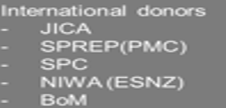 International donors
- JICA
- SPREP(PMC)
- SPC
- NIWA(ESNZ)
- BoM